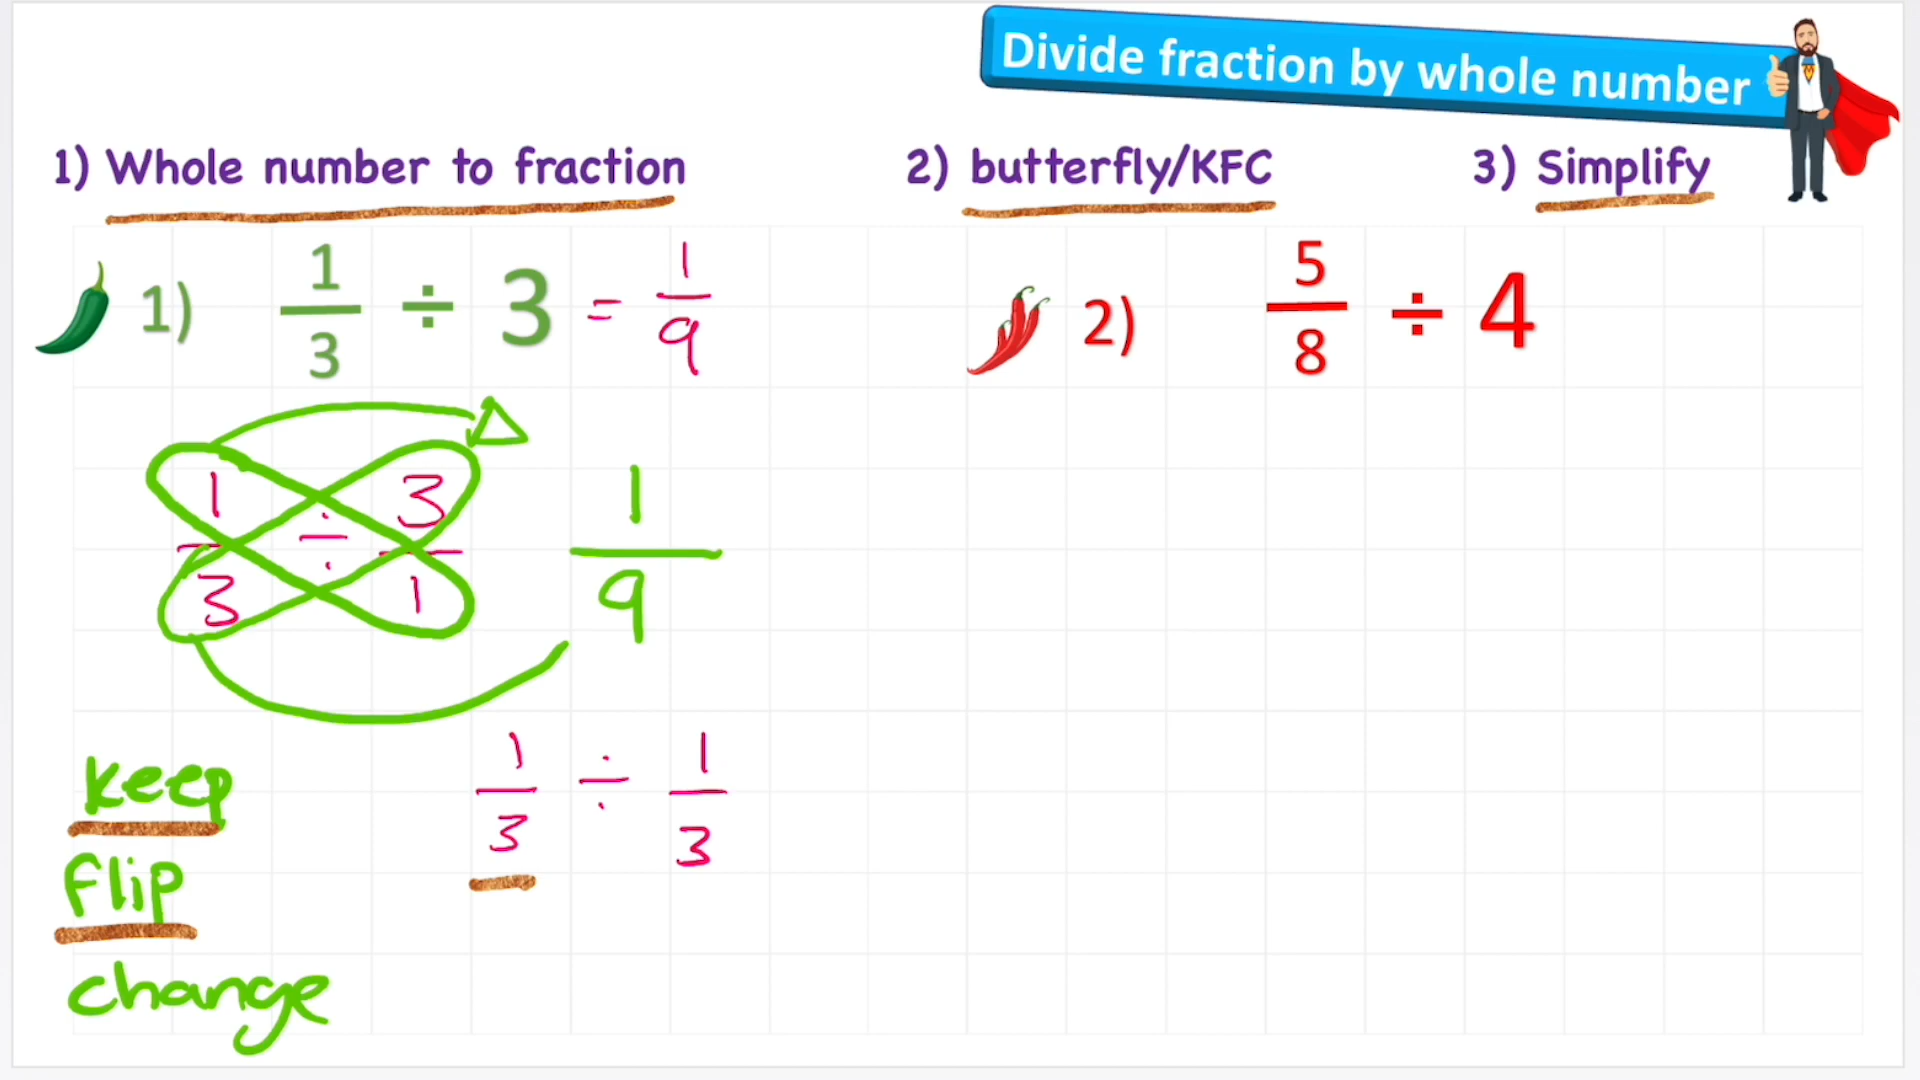 Divide fraction by whole number
1) Whole number to fraction
2) butterfly/KFC
3) Simplify
1) 1/3 ÷ 3 = 1/9
2) 5/8 ÷ 4
1/3 ÷ 3/1 1/9
keep
flip
change
1/3 ÷ 1/3